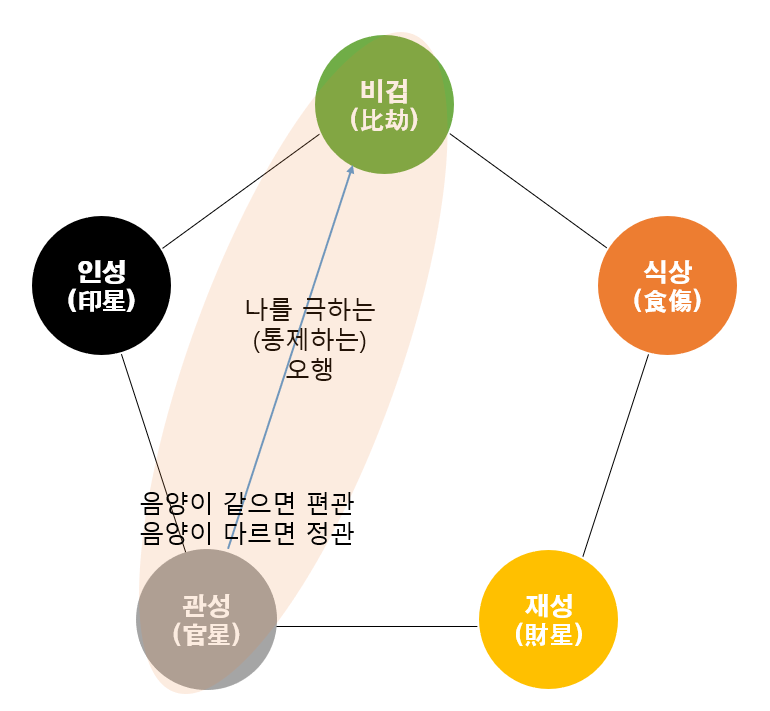 비겁
(比劫)
인성
(印星)
식상
(食傷)
나를 극하는
(통제하는)
오행
음양이 같으면 편관
음양이 다르면 정관
관성
(官星)
재성
(財星)